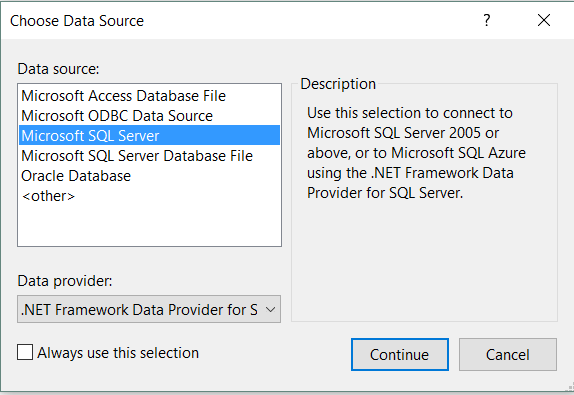 Choose Data Source
?
Data source:
Microsoft Access Database File
Microsoft ODBC Data Source
Microsoft SQL Server
Microsoft SQL Server Database File
Oracle Database
<other>
Description
Use this selection to connect to
Microsoft SQL Server 2005 or
above, or to Microsoft SQL Azure
using the .NET Framework Data
Provider for SQL Server.
Data provider:
.NET Framework Data Provider for S
Always use this selection
Continue
Cancel